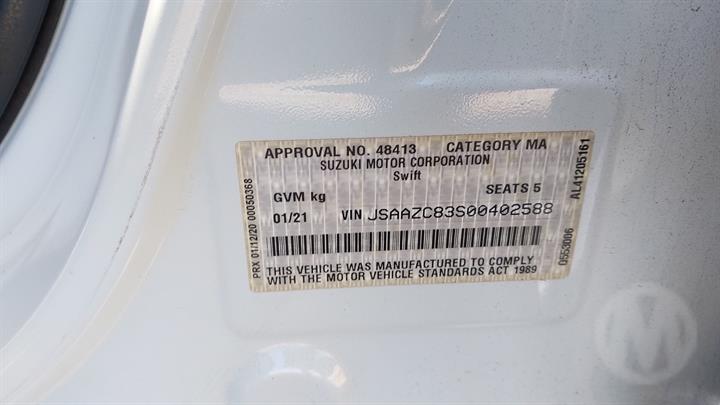 APPROVAL NO. 48413 CATEGORY MA
SUZUKI MOTOR CORPORATION
Swift
GVM kg SEATS 5
01/21 VIN JSAAZC83S00402588
THIS VEHICLE WAS MANUFACTURED TO COMPLY
WITH THE MOTOR VEHICLE STANDARDS ACT 1989
PRX 01/12/20 00050368
0553006 AL41205161
M